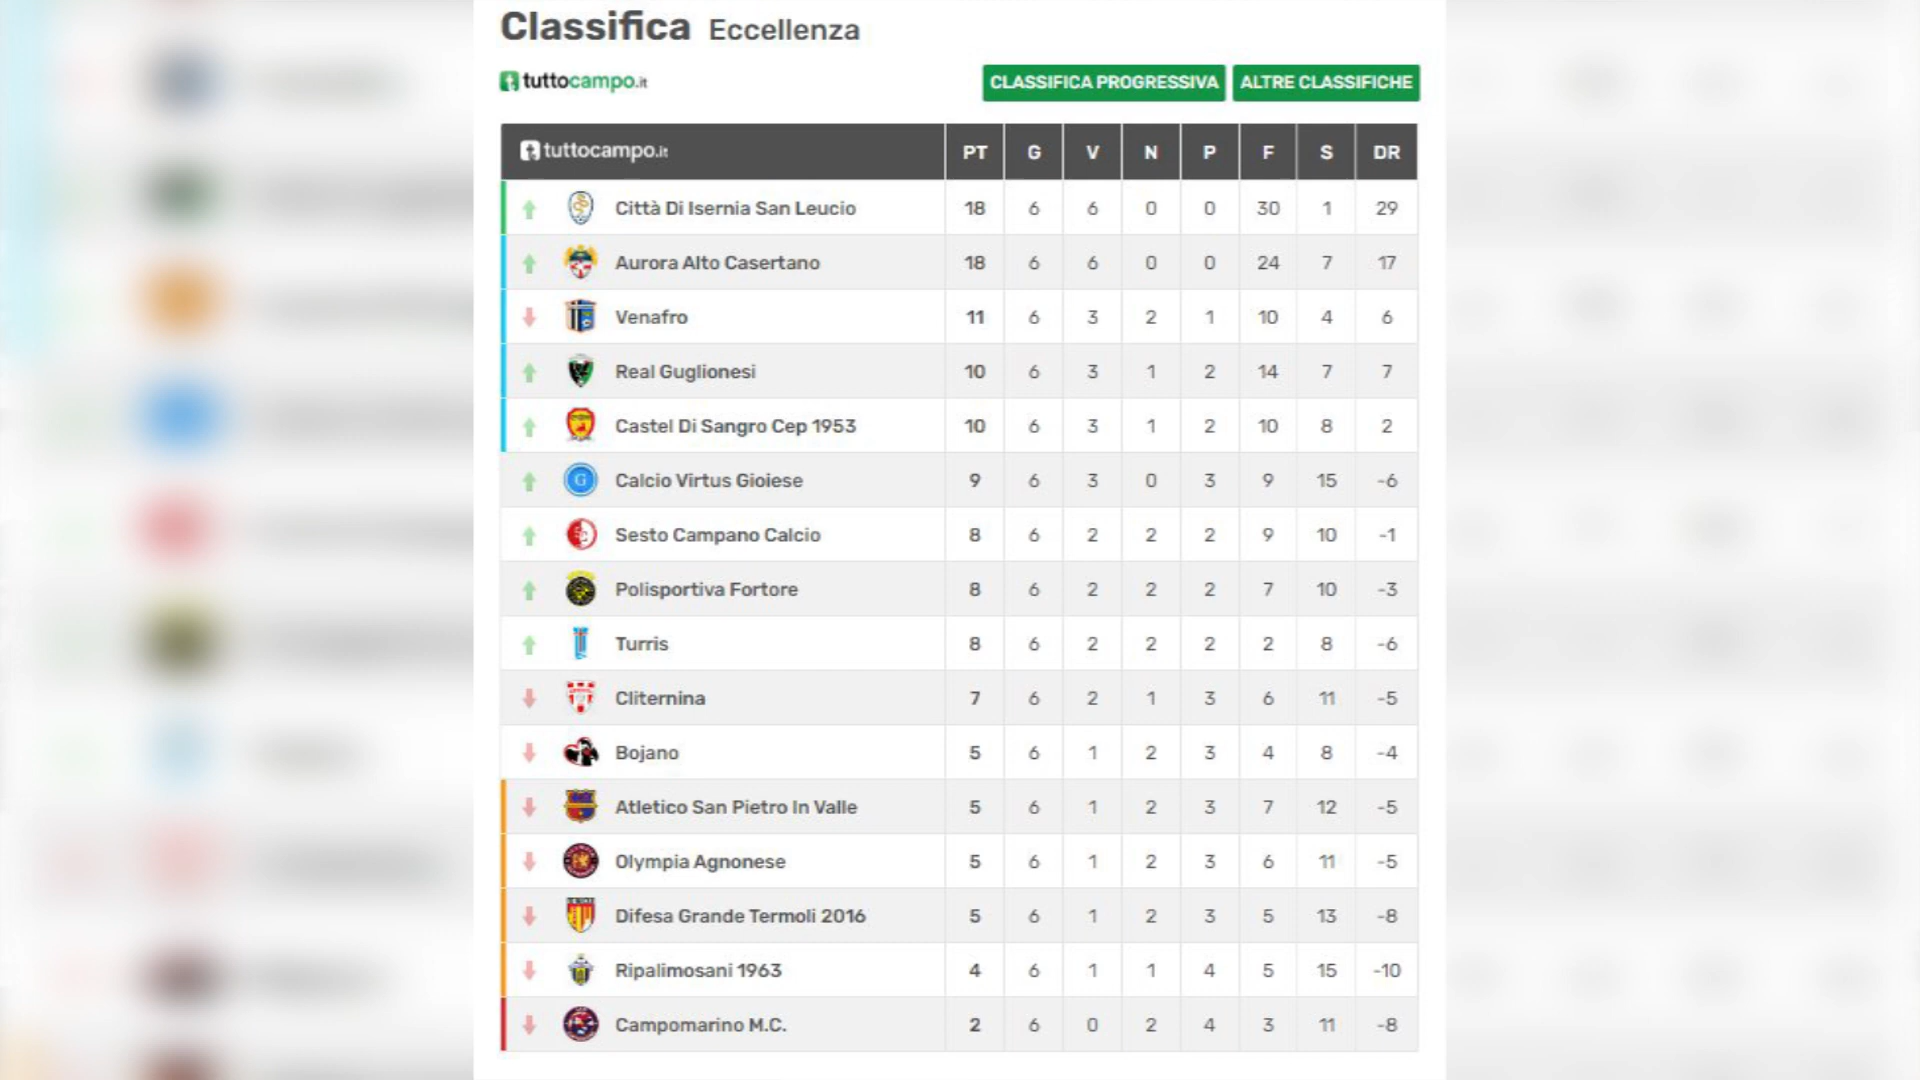 Classifica Eccellenza
tuttocampo.it CLASSIFICA PROGRESSIVA ALTRE CLASSIFICHE
tuttocampo.it PT G V N P F S DR
Città Di Isernia San Leucio 18 6 6 0 0 30 1 29
Aurora Alto Casertano 18 6 6 0 0 24 7 17
Venafro 11 6 3 2 1 10 4 6
Real Guglionesi 10 6 3 1 2 14 7 7
Castel Di Sangro Cep 1953 10 6 3 1 2 10 8 2
G Calcio Virtus Gioiese 9 6 3 0 3 9 15 -6
Sesto Campano Calcio 8 6 2 2 2 9 10 -1
Polisportiva Fortore 8 6 2 2 2 7 10 -3
Turris 8 6 2 2 2 2 8 -6
Cliternina 7 6 2 1 3 6 11 -5
Bojano 5 6 1 2 3 4 8 -4
Atletico San Pietro In Valle 5 6 1 2 3 7 12 -5
Olympia Agnonese 5 6 1 2 3 6 11 -5
Difesa Grande Termoli 2016 5 6 1 2 3 5 13 -8
Ripalimosani 1963 4 6 1 1 4 5 15 -10
Campomarino M.C. 2 6 0 2 4 3 11 -8